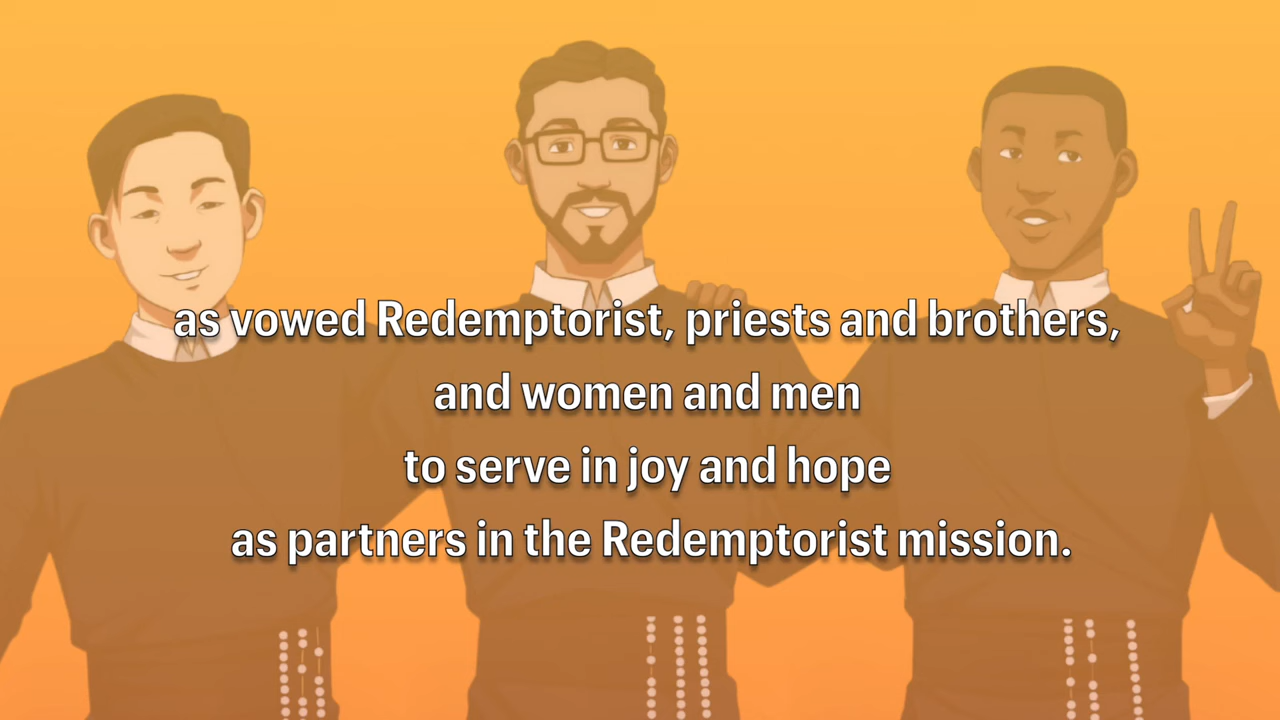 as vowed Redemptorist, priests and brothers,
and women and men
to serve in joy and hope
as partners in the Redemptorist mission.